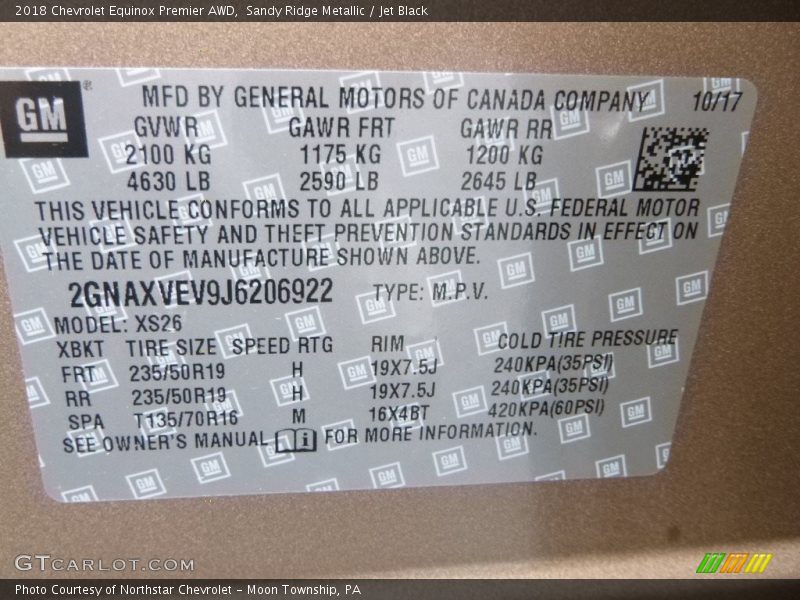 2018 Chevrolet Equinox Premier AWD,  Sandy Ridge Metallic / Jet Black
GM ® MFD BY GENERAL MOTORS OF CANADA COMPANY 10/17
GVWR GAWR FRT GAWR RR
2100 KG 1175 KG 1200 KG
4630 LB 2590 LB 2645 LB
THIS VEHICLE CONFORMS TO ALL APPLICABLE U.S. FEDERAL MOTOR
VEHICLE SAFETY AND THEFT PREVENTION STANDARDS IN EFFECT ON
THE DATE OF MANUFACTURE SHOWN ABOVE.
2GNAXVEV9J6206922 TYPE: M.P.V.
MODEL: XS26
XBKT TIRE SIZE SPEED RTG RIM COLD TIRE PRESSURE
FRT 235/50R19 H 19X7.5J 240KPA(35PSI)
RR 235/50R19 H 19X7.5J 240KPA(35PSI)
SPA T135/70R16 M 16X4BT 420KPA(60PSI)
SEE OWNER'S MANUAL i FOR MORE INFORMATION.
GTCARLOT.COM
Photo Courtesy of Northstar Chevrolet - Moon Township, PA